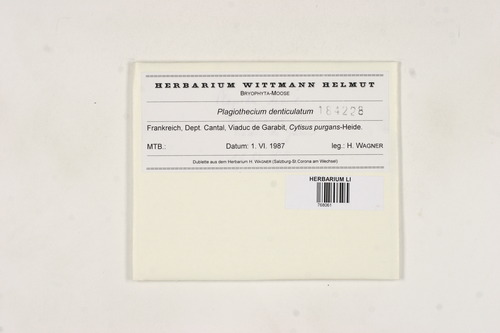 HERBARIUM WITTMANN HELMUT
BRYOPHYTA-MOOSE
Plagiothecium denticulatum 164228
Frankreich, Dept. Cantal, Viaduc de Garabit, Cytisus purgans-Heide.
MTB.: Datum: 1. VI. 1987 leg.: H. WAGNER
Dublette aus dem Herbarium H. WAGNER (Salzburg-St.Corona am Wechsel)
HERBARIUM LI
768061